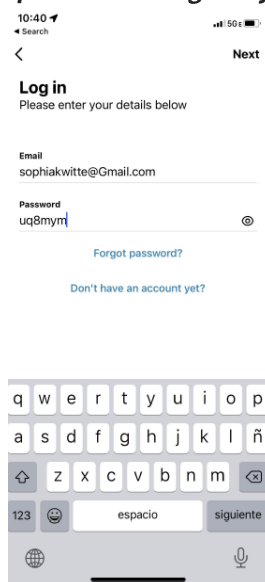 10:40
5G E
◀ Search
< Next
Log in
Please enter your details below
Email
sophiakwitte@Gmail.com
Password
uq8mym
Forgot password?
Don't have an account yet?
q w e r t y u i o p
a s d f g h j k l ñ
z x c v b n m
123 espacio siguiente